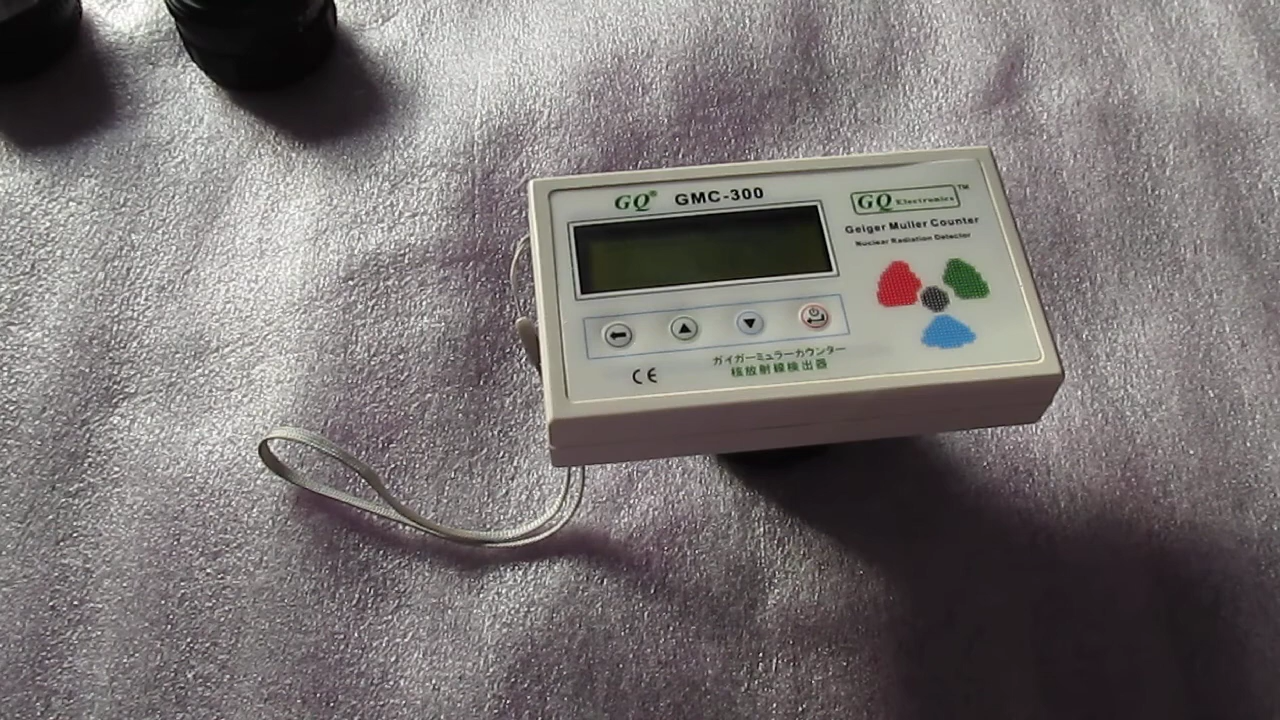 GQ® GMC-300
GQ Electronics™
Geiger Muller Counter
Nuclear Radiation Detector
ガイガーミュラーカウンター
核放射線検出器
CE